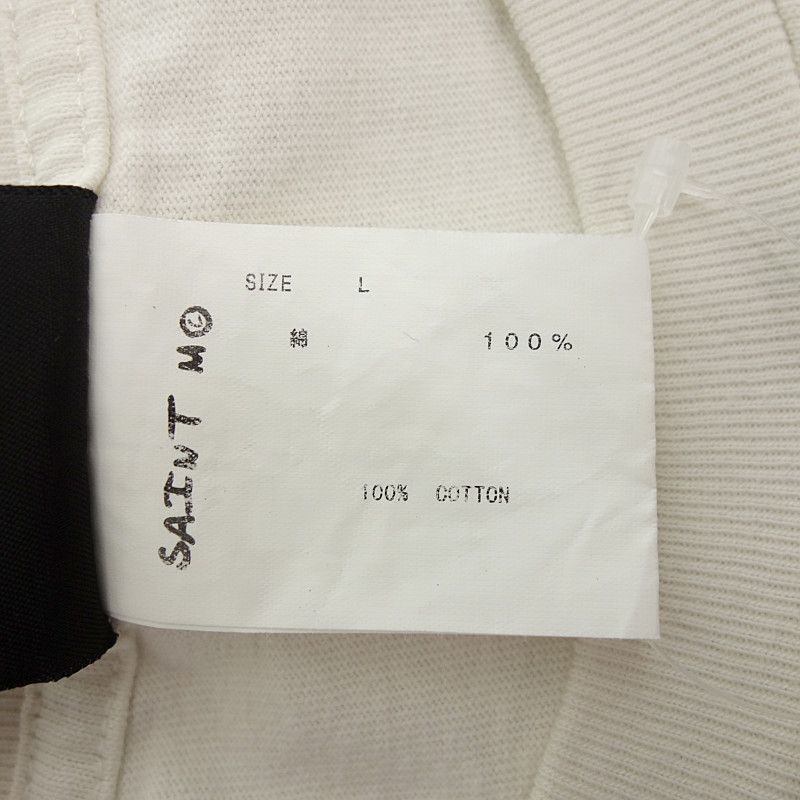 SIZE L
綿 100%
100% COTTON
SAINT M